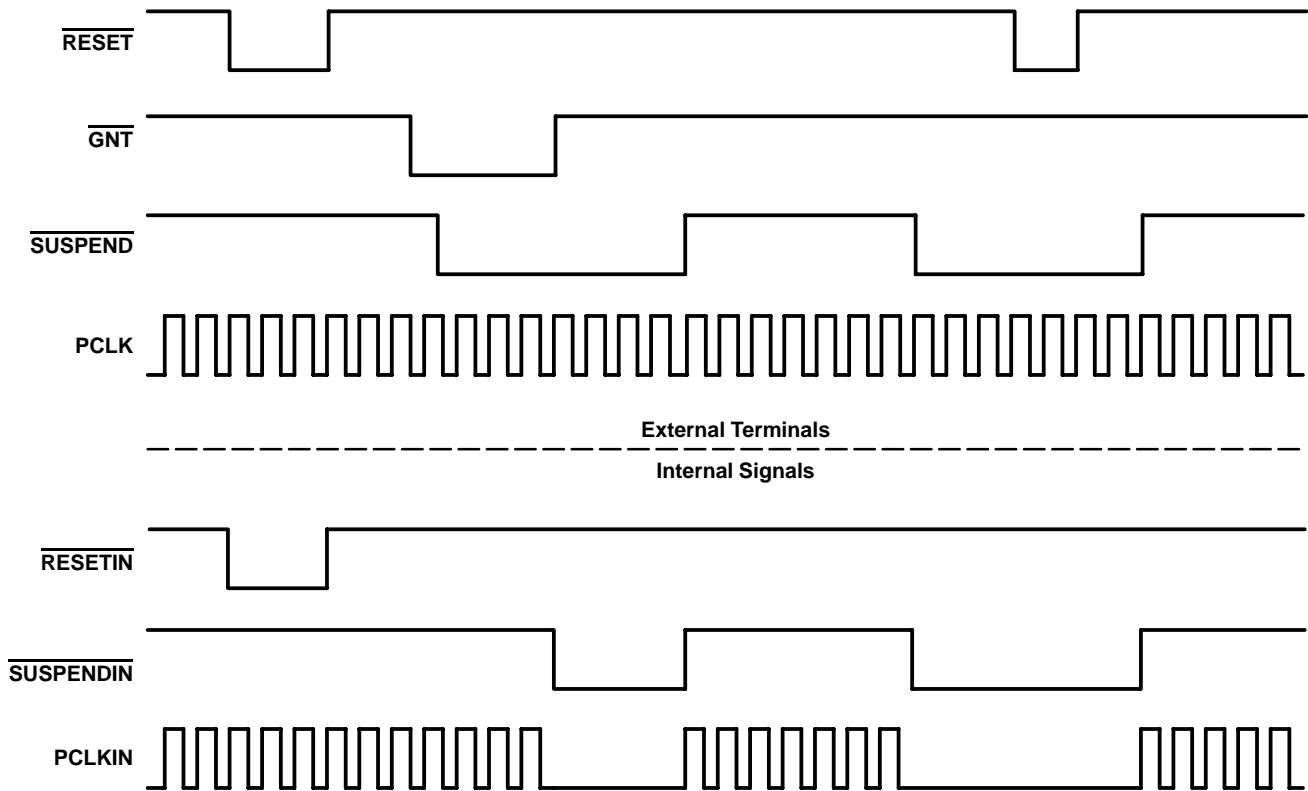 RESET
GNT
SUSPEND
PCLK
External Terminals
Internal Signals
RESETIN
SUSPENDIN
PCLKIN